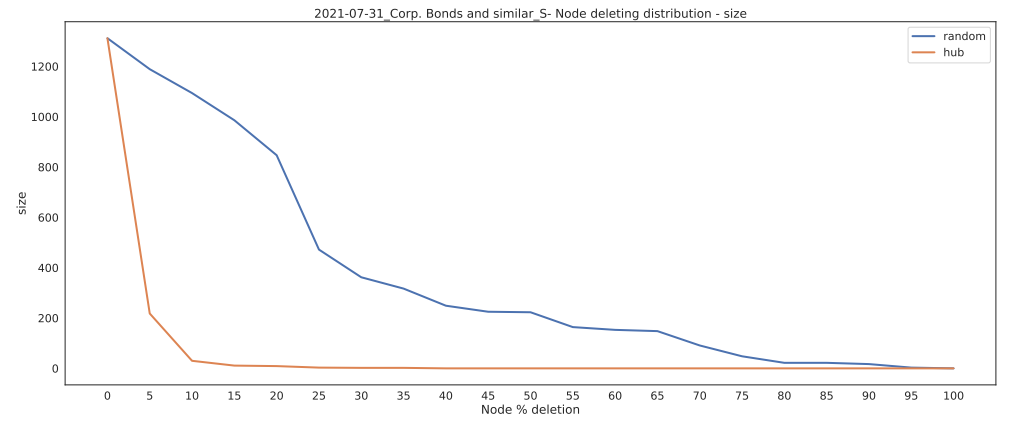 2021-07-31_Corp. Bonds and similar_S- Node deleting distribution - size
random
hub
size
1200
1000
800
600
400
200
0
0 5 10 15 20 25 30 35 40 45 50 55 60 65 70 75 80 85 90 95 100
Node % deletion